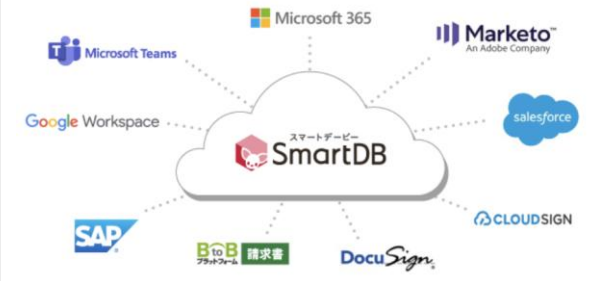 Microsoft 365
Microsoft Teams
Marketo™
An Adobe Company
Google Workspace
salesforce
スマートデービー
SmartDB
CLOUDSIGN
SAP
BtoB
プラットフォーム
請求書
DocuSign